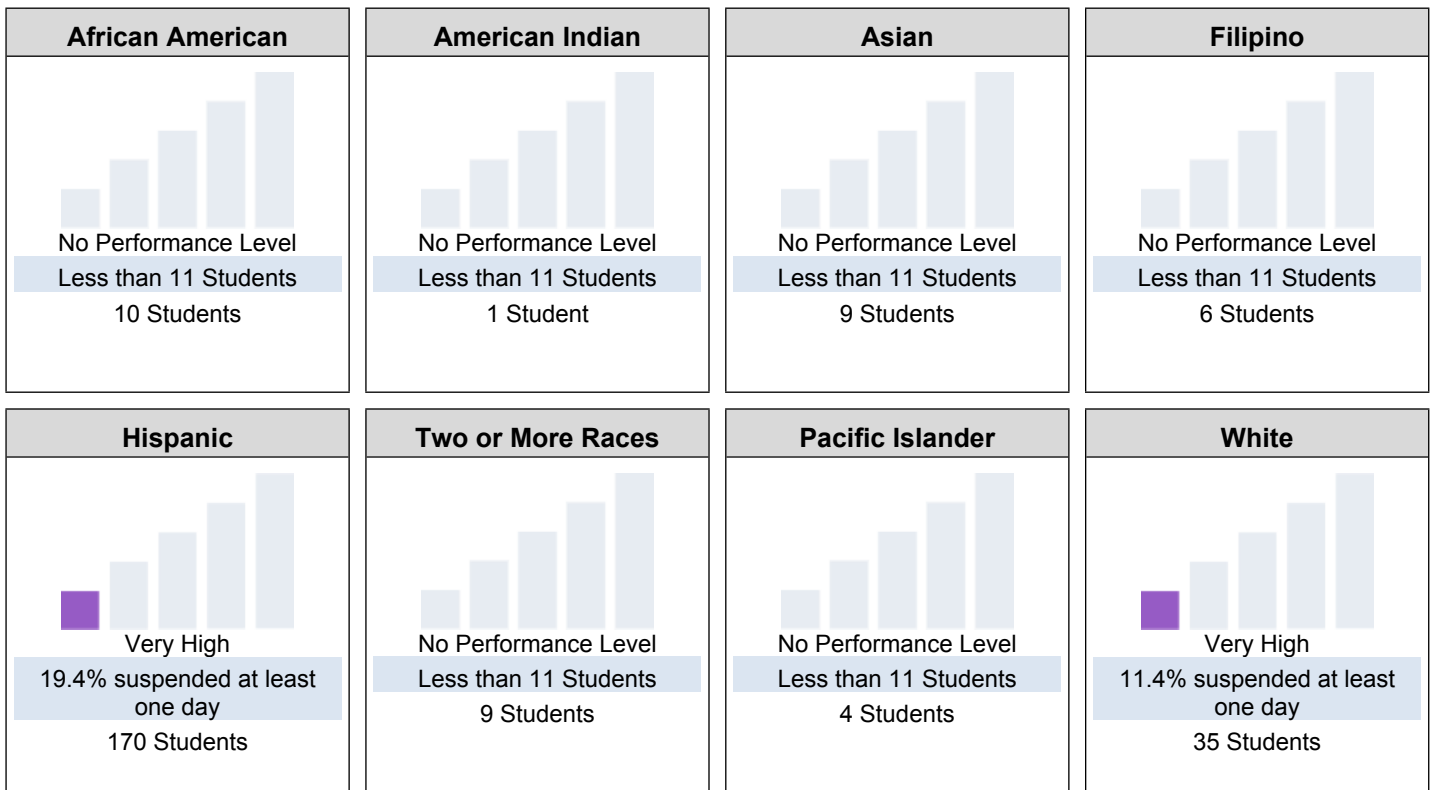 African American
No Performance Level
Less than 11 Students
10 Students
American Indian
No Performance Level
Less than 11 Students
1 Student
Asian
No Performance Level
Less than 11 Students
9 Students
Filipino
No Performance Level
Less than 11 Students
6 Students
Hispanic
Very High
19.4% suspended at least
one day
170 Students
Two or More Races
No Performance Level
Less than 11 Students
9 Students
Pacific Islander
No Performance Level
Less than 11 Students
4 Students
White
Very High
11.4% suspended at least
one day
35 Students